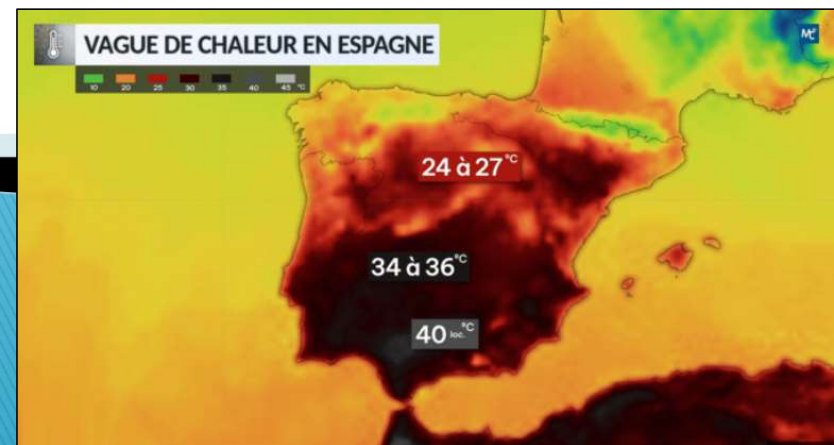 VAGUE DE CHALEUR EN ESPAGNE
10 20 25 30 35 40 45 °C
24 à 27°C
34 à 36°C
40 loc. °C